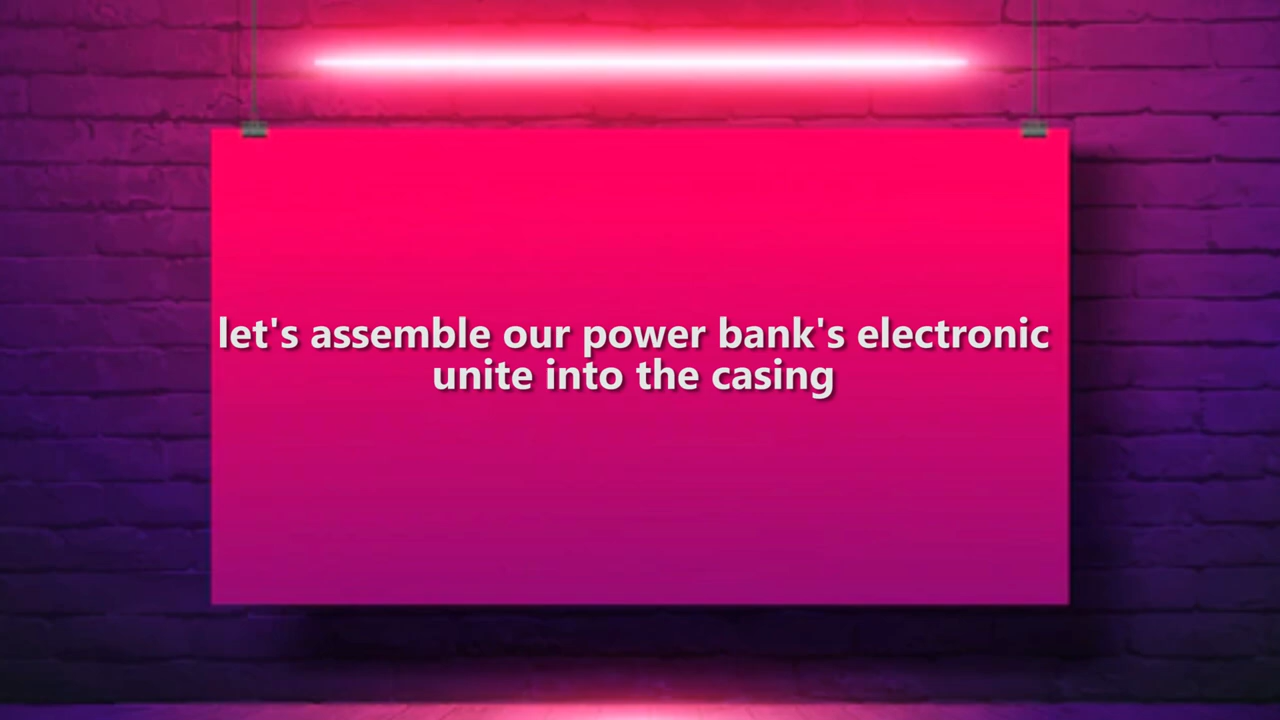 let's assemble our power bank's electronic
unite into the casing